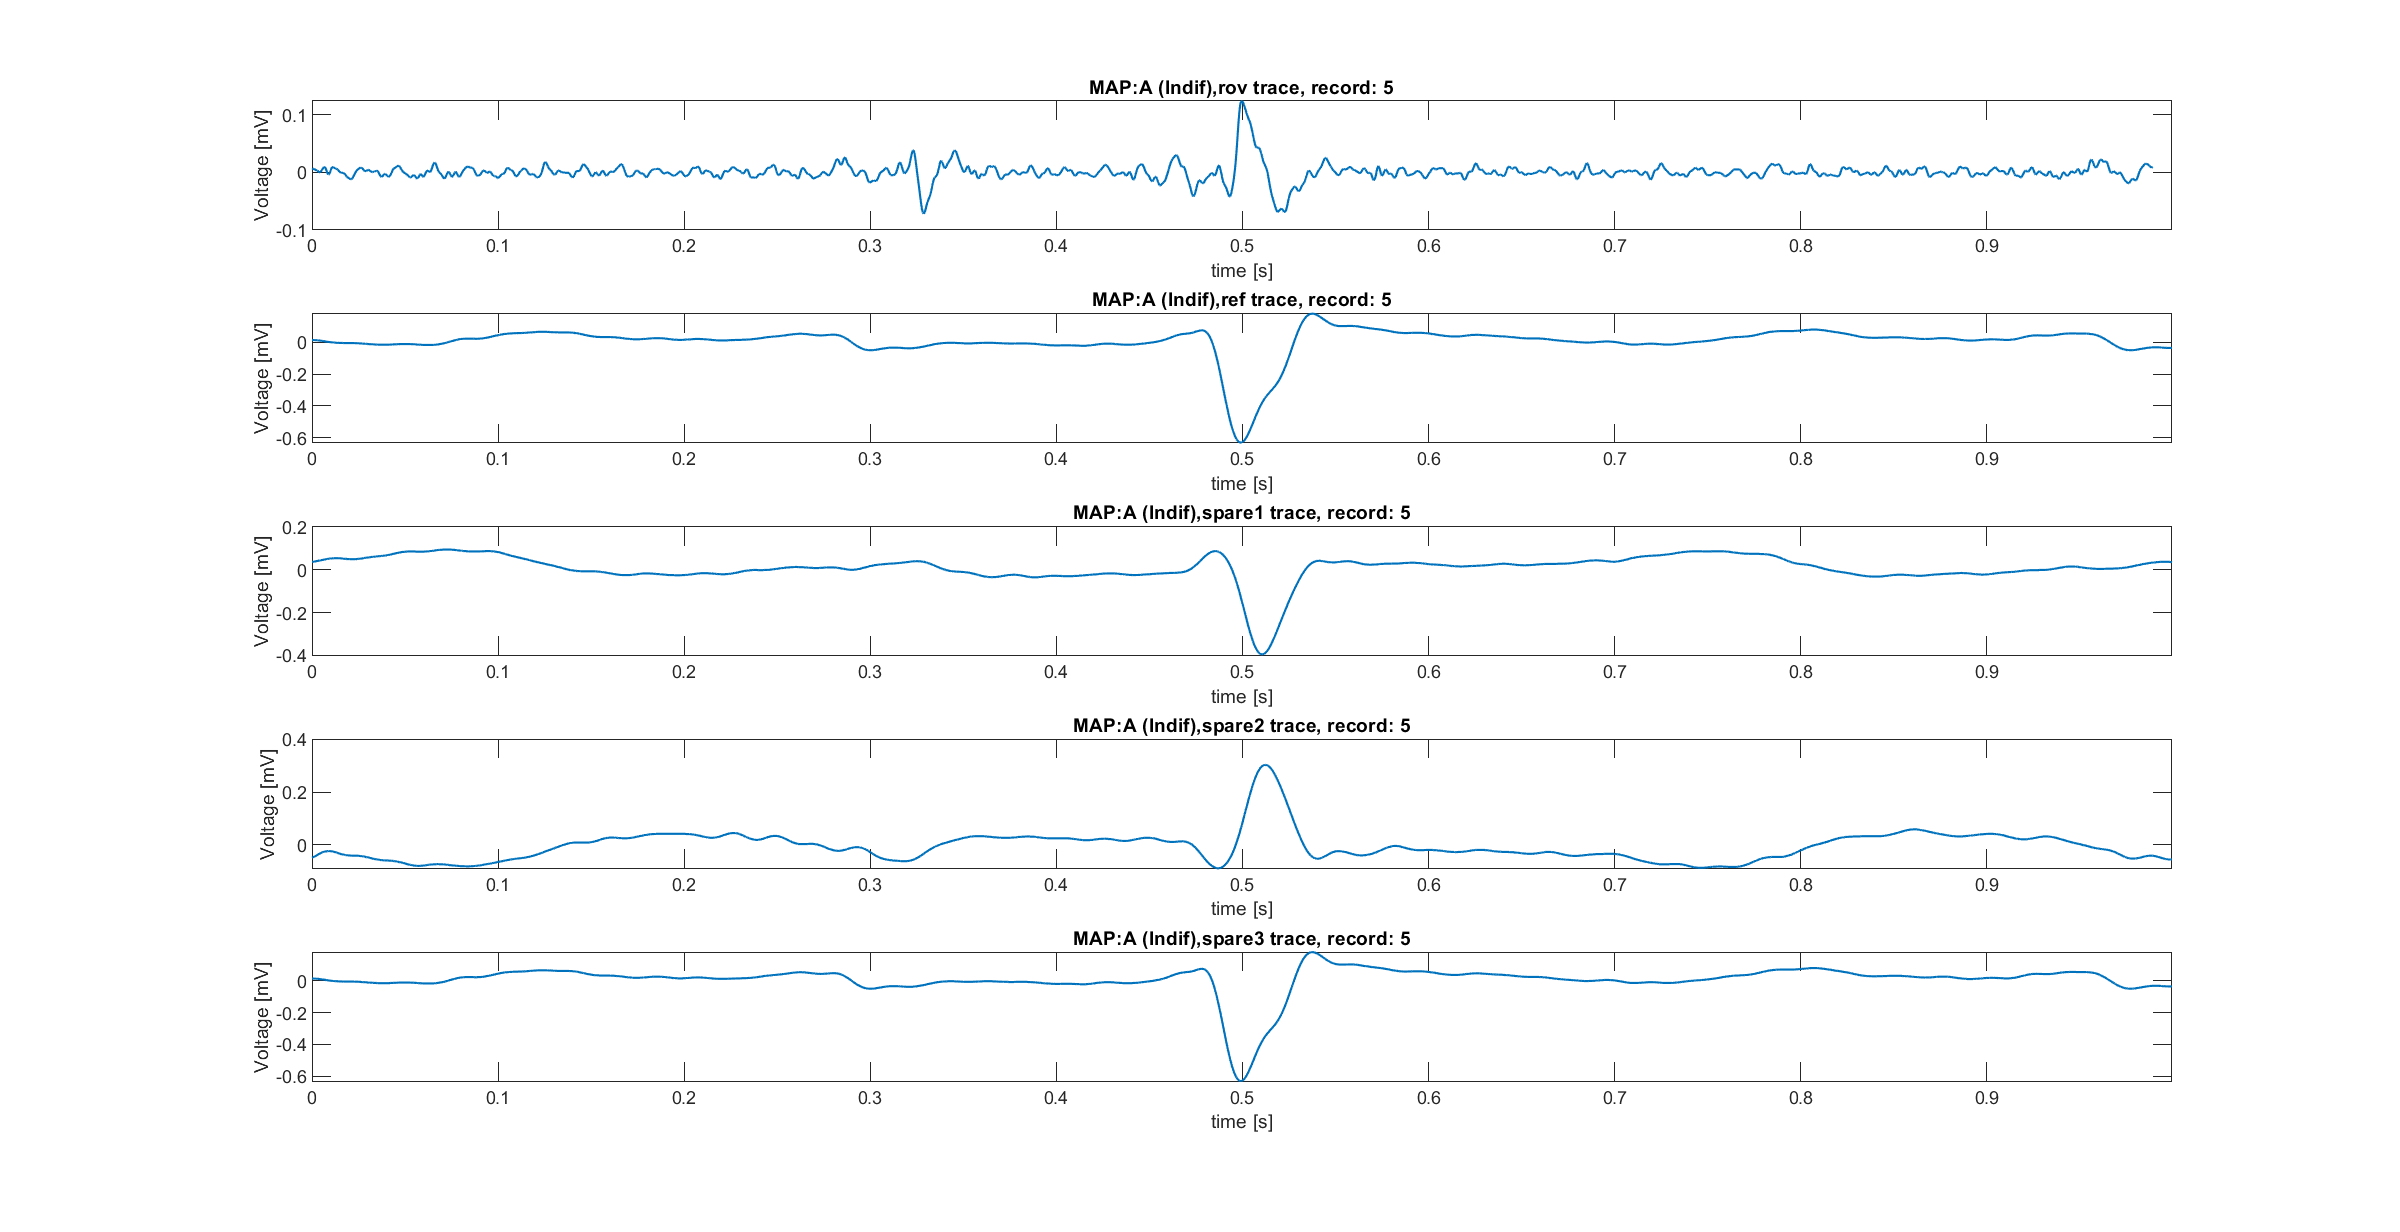 MAP:A (Indif),rov trace, record: 5
Voltage [mV]
0.1
0
-0.1
0 0.1 0.2 0.3 0.4 0.5 0.6 0.7 0.8 0.9
time [s]
MAP:A (Indif),ref trace, record: 5
Voltage [mV]
0
-0.2
-0.4
-0.6
0 0.1 0.2 0.3 0.4 0.5 0.6 0.7 0.8 0.9
time [s]
MAP:A (Indif),spare1 trace, record: 5
Voltage [mV]
0.2
0
-0.2
-0.4
0 0.1 0.2 0.3 0.4 0.5 0.6 0.7 0.8 0.9
time [s]
MAP:A (Indif),spare2 trace, record: 5
Voltage [mV]
0.4
0.2
0
0 0.1 0.2 0.3 0.4 0.5 0.6 0.7 0.8 0.9
time [s]
MAP:A (Indif),spare3 trace, record: 5
Voltage [mV]
0
-0.2
-0.4
-0.6
0 0.1 0.2 0.3 0.4 0.5 0.6 0.7 0.8 0.9
time [s]